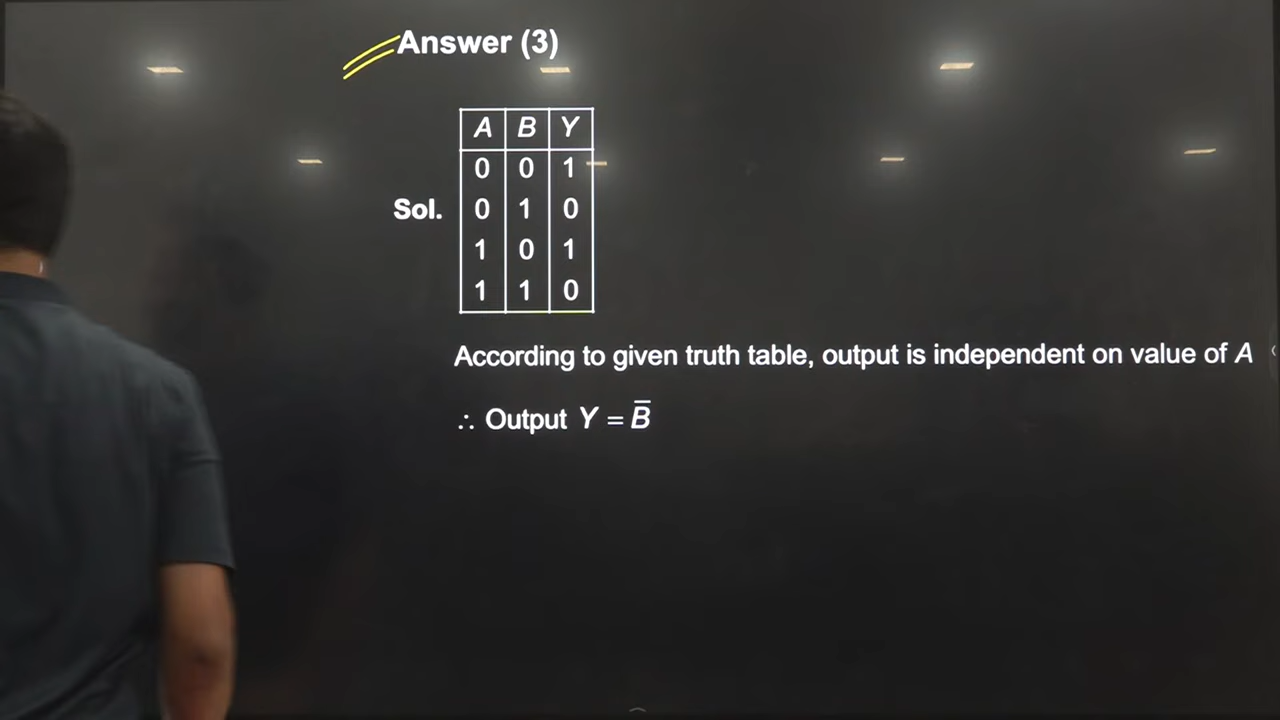 Answer (3)
A B Y
0 0 1
Sol. 0 1 0
1 0 1
1 1 0
According to given truth table, output is independent on value of A
∴ Output Y = B̅